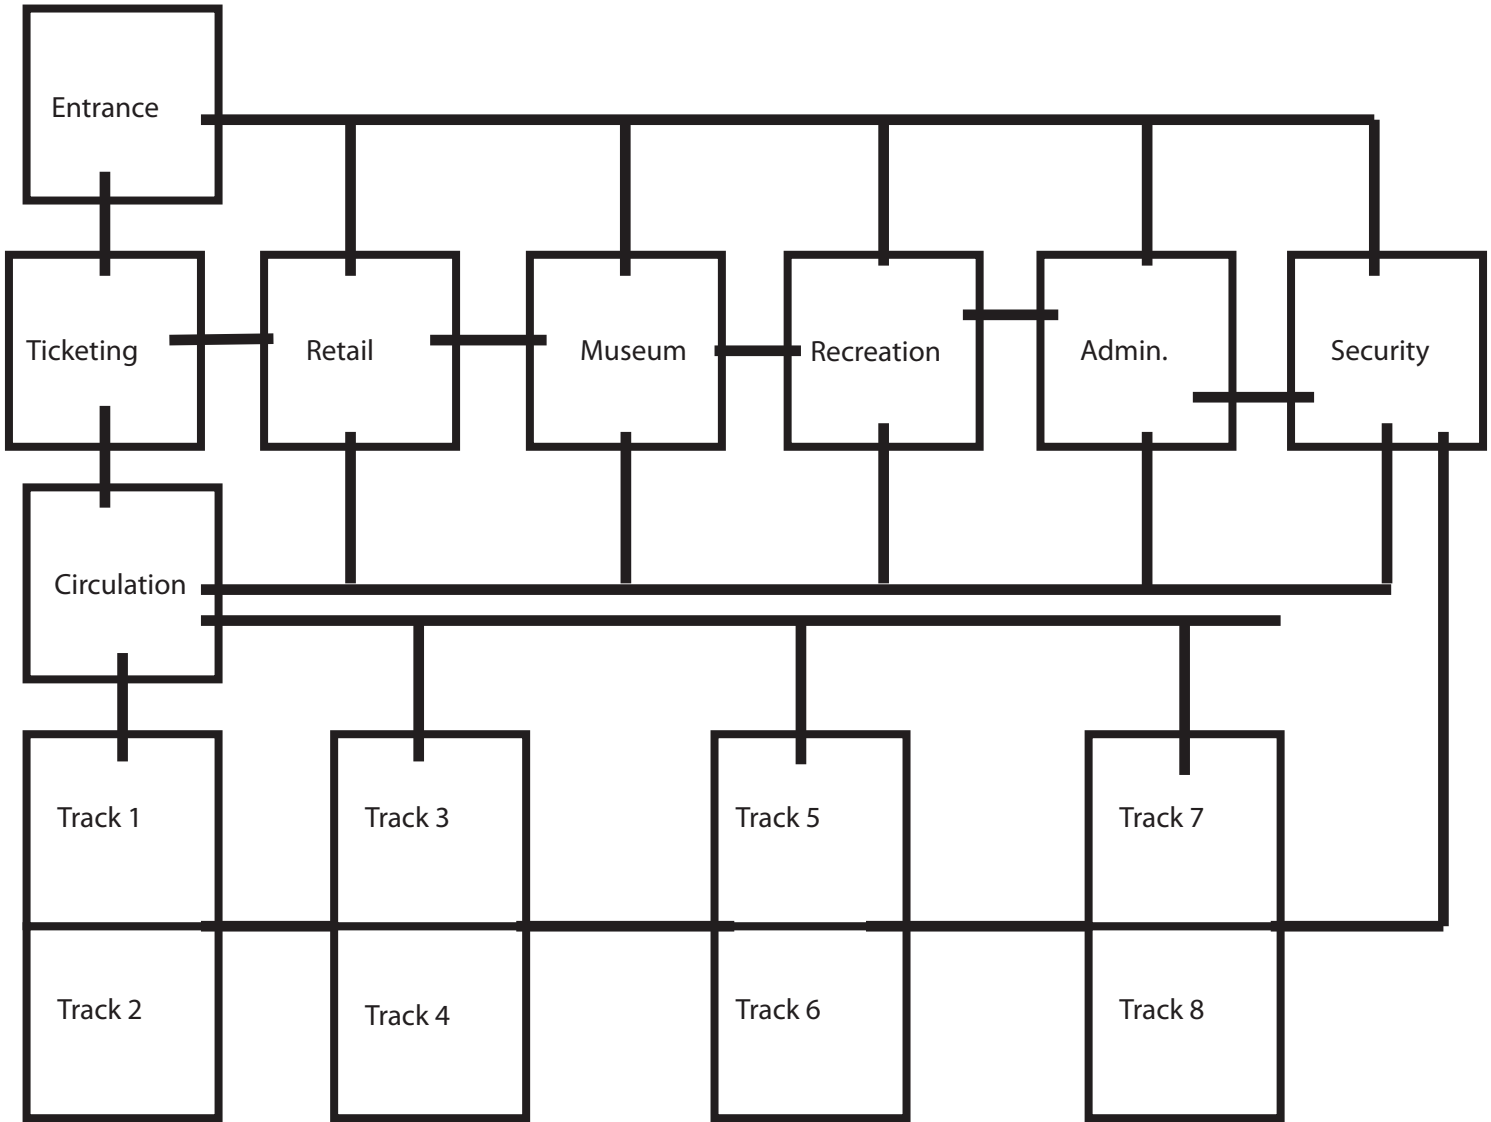 Entrance
Ticketing
Retail
Museum
Recreation
Admin.
Security
Circulation
Track 1
Track 3
Track 5
Track 7
Track 2
Track 4
Track 6
Track 8